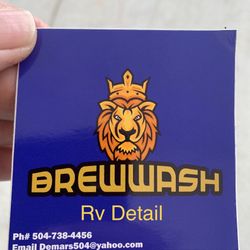 BREWWASH
Rv Detail
Ph# 504-738-4456
Email Demars504@yahoo.com